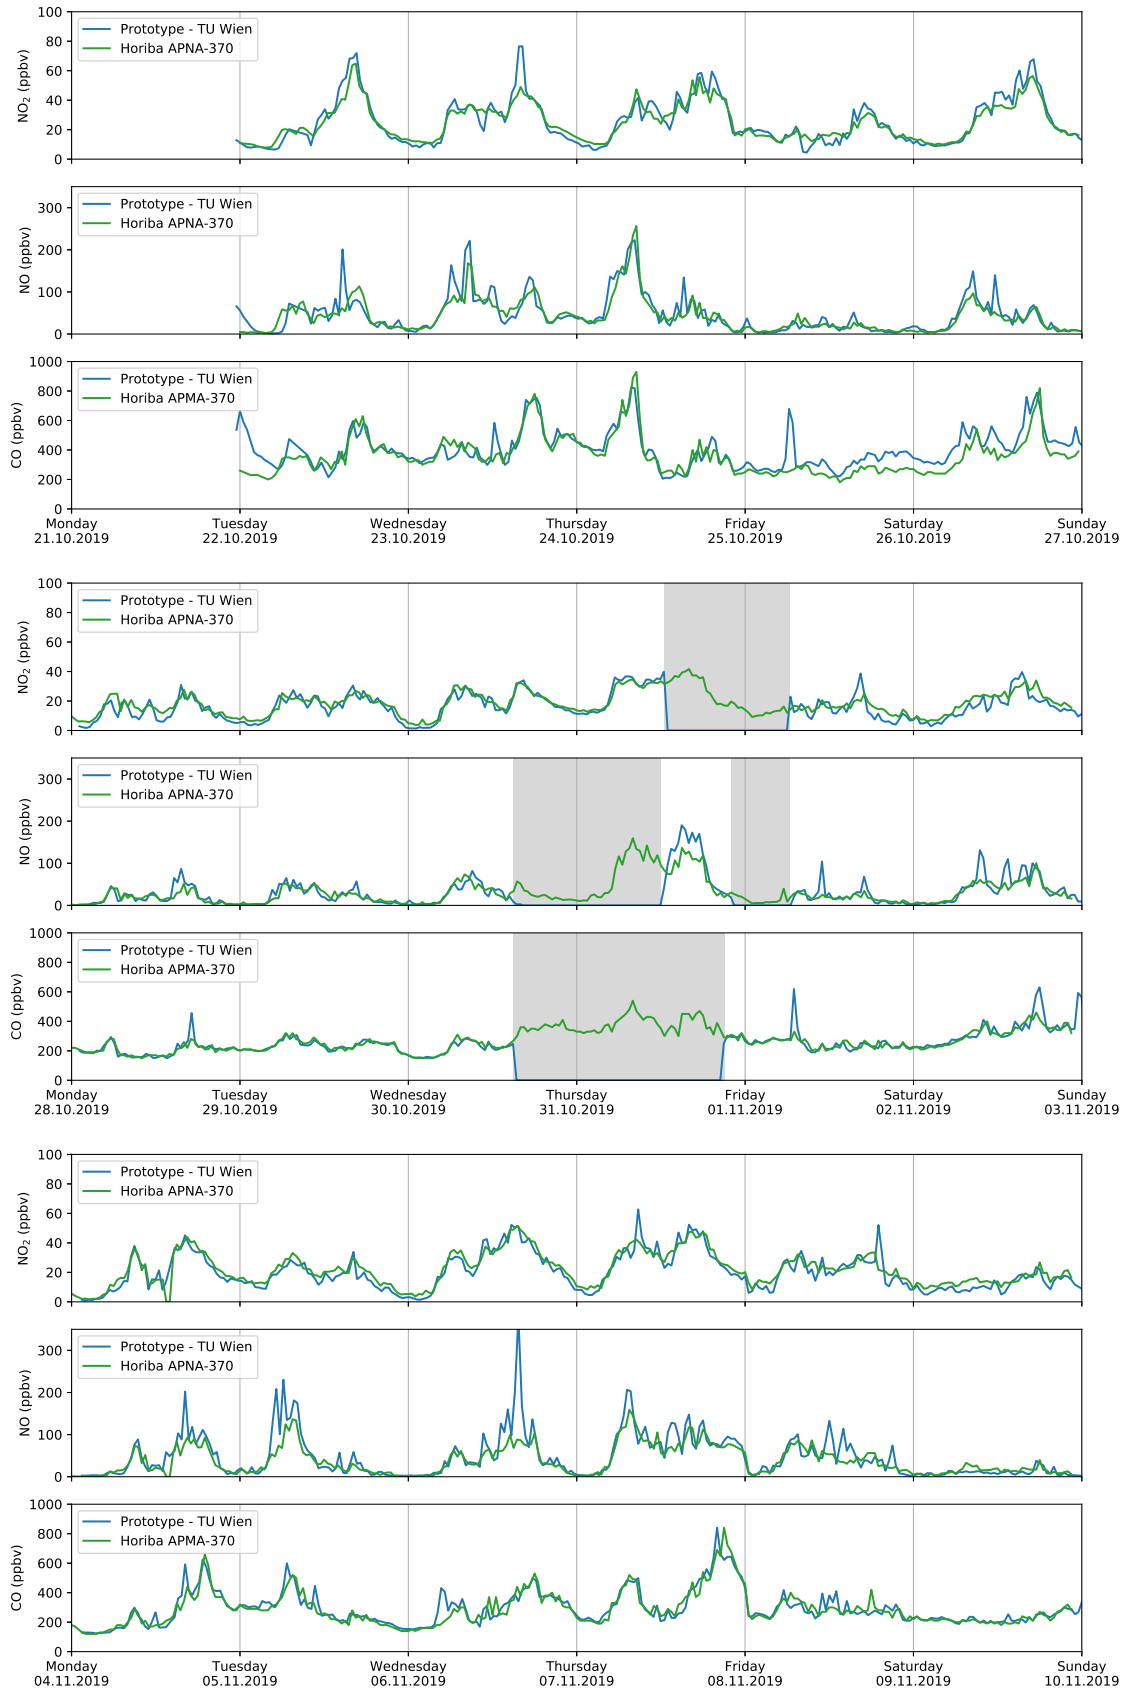 100
80
60
40
20
0
NO₂ (ppbv)
Prototype - TU Wien
Horiba APNA-370
300
200
100
0
NO (ppbv)
Prototype - TU Wien
Horiba APNA-370
1000
800
600
400
200
0
CO (ppbv)
Prototype - TU Wien
Horiba APMA-370
Monday Tuesday Wednesday Thursday Friday Saturday Sunday
21.10.2019 22.10.2019 23.10.2019 24.10.2019 25.10.2019 26.10.2019 27.10.2019
100
80
60
40
20
0
NO₂ (ppbv)
Prototype - TU Wien
Horiba APNA-370
300
200
100
0
NO (ppbv)
Prototype - TU Wien
Horiba APNA-370
1000
800
600
400
200
0
CO (ppbv)
Prototype - TU Wien
Horiba APMA-370
Monday Tuesday Wednesday Thursday Friday Saturday Sunday
28.10.2019 29.10.2019 30.10.2019 31.10.2019 01.11.2019 02.11.2019 03.11.2019
100
80
60
40
20
0
NO₂ (ppbv)
Prototype - TU Wien
Horiba APNA-370
300
200
100
0
NO (ppbv)
Prototype - TU Wien
Horiba APNA-370
1000
800
600
400
200
0
CO (ppbv)
Prototype - TU Wien
Horiba APMA-370
Monday Tuesday Wednesday Thursday Friday Saturday Sunday
04.11.2019 05.11.2019 06.11.2019 07.11.2019 08.11.2019 09.11.2019 10.11.2019